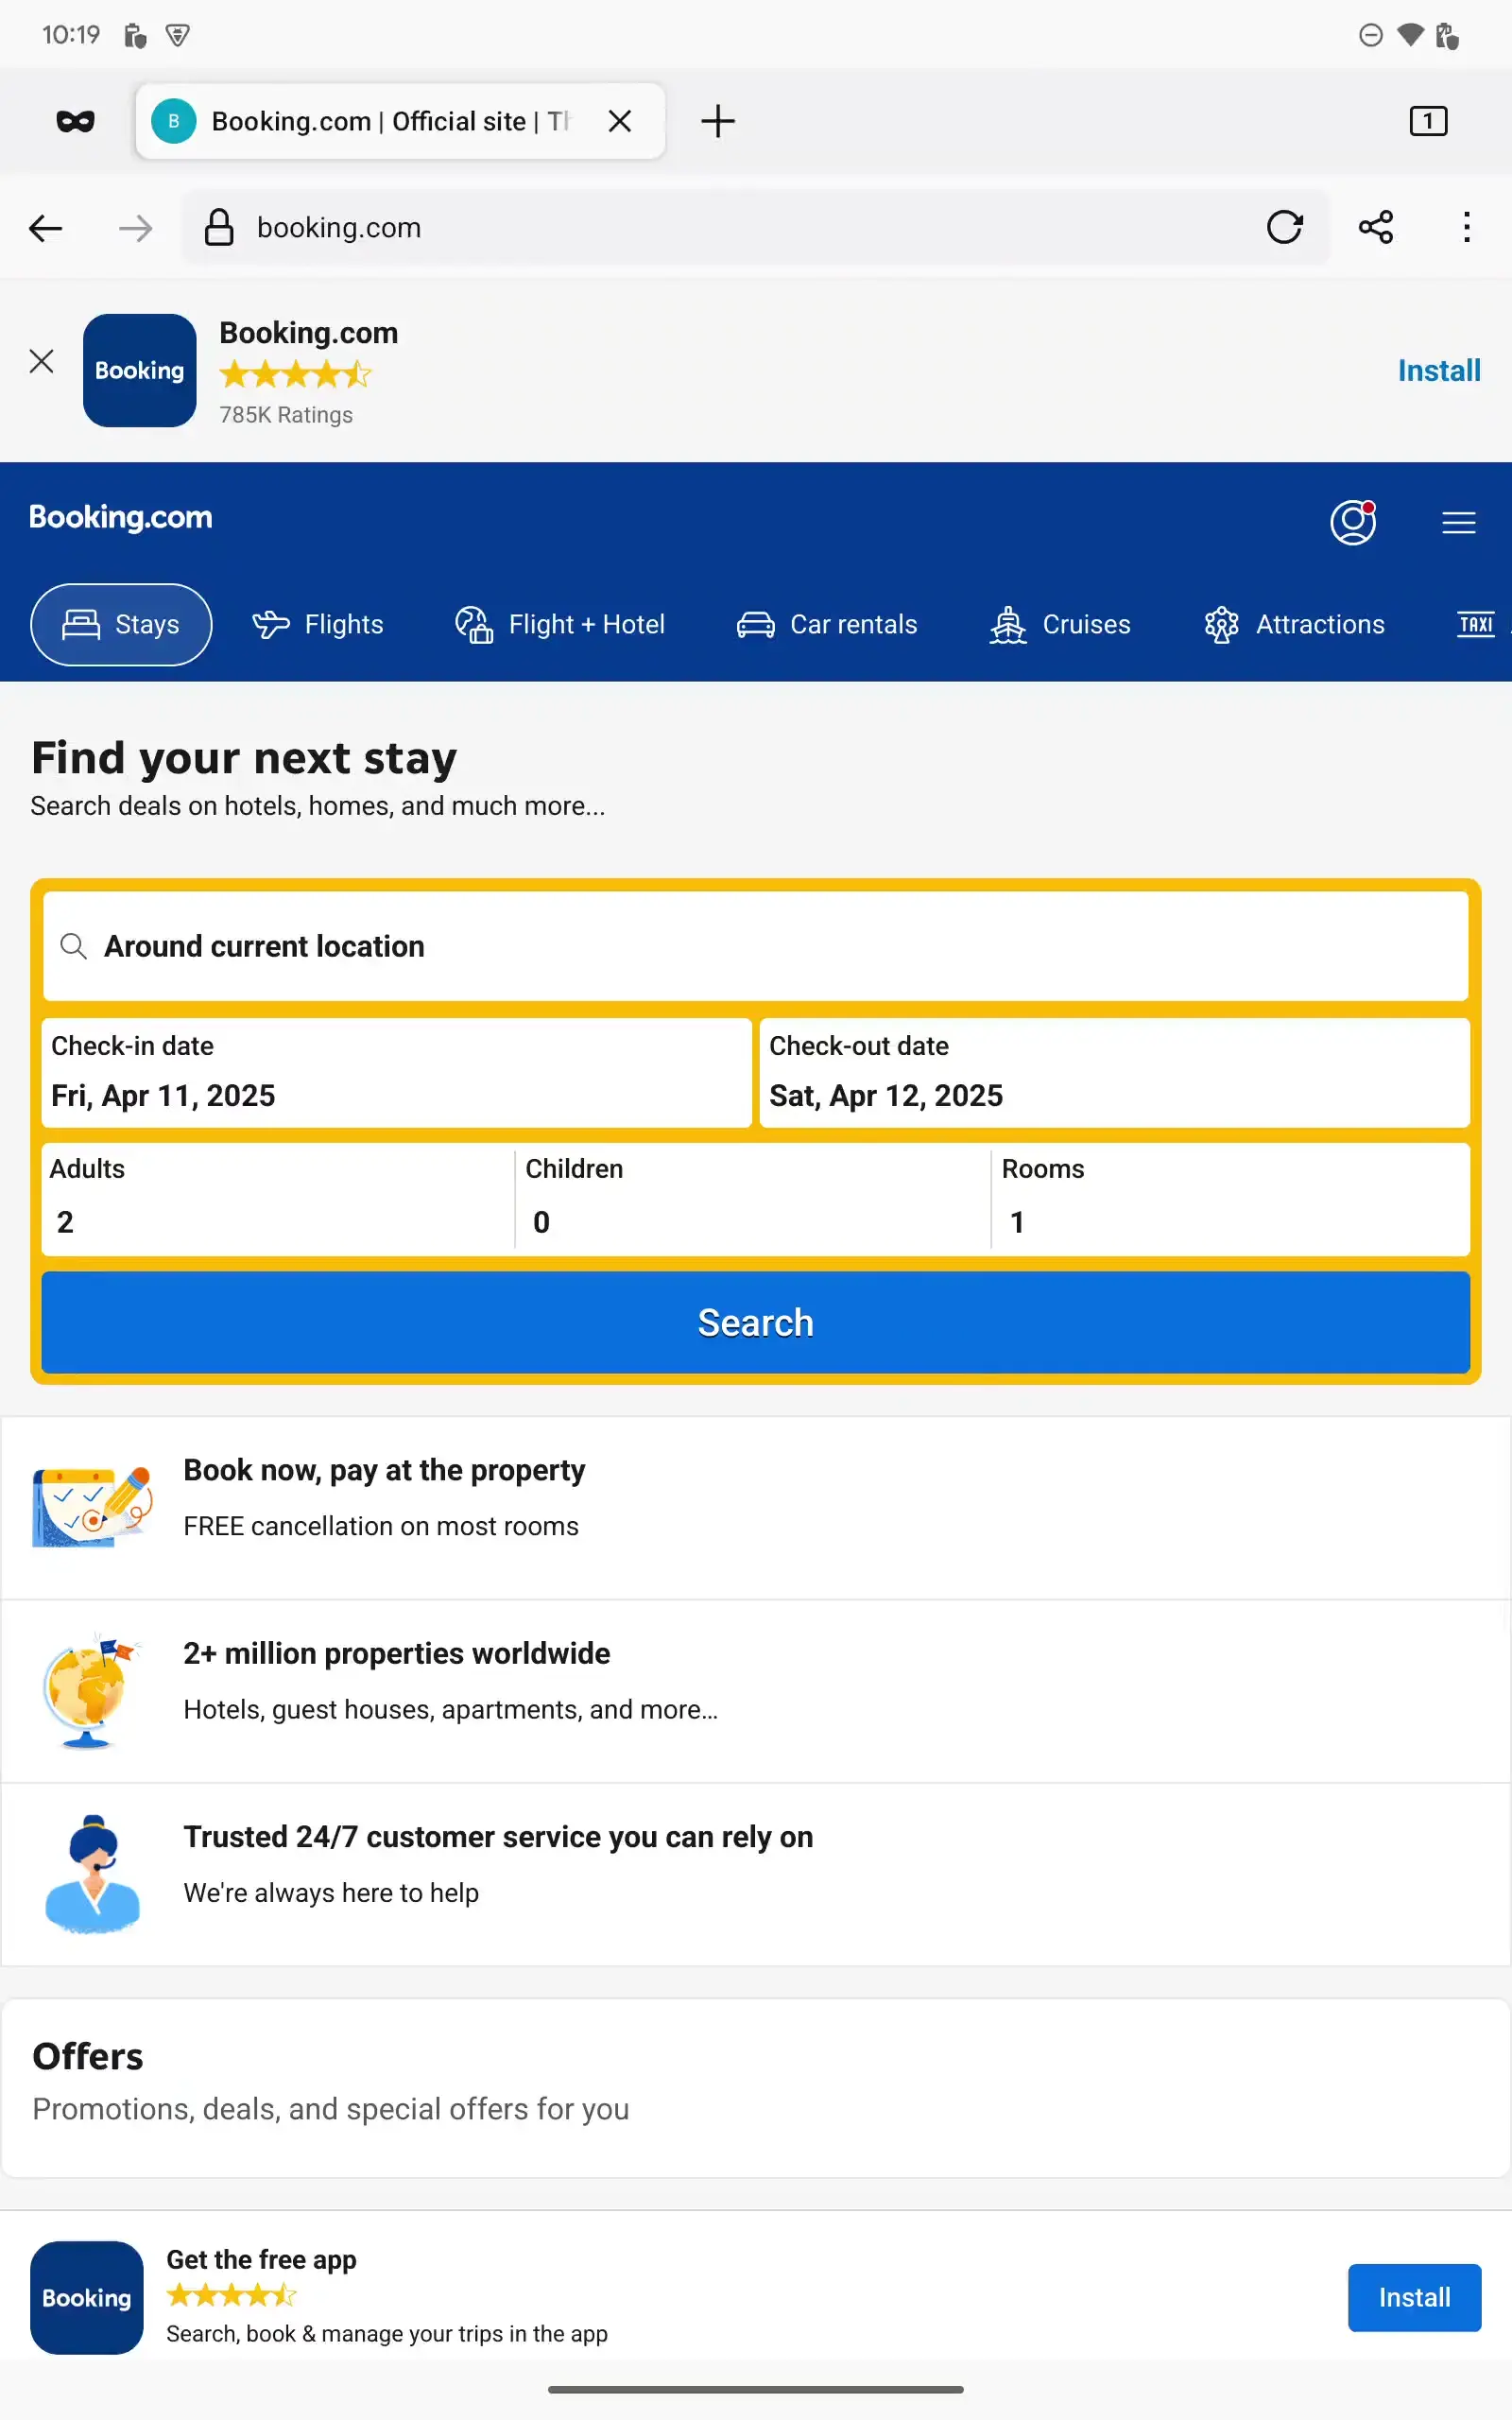 10:19
B Booking.com | Official site | Th
1
booking.com
Booking
Booking.com
785K Ratings
Install
Booking.com
Stays Flights Flight + Hotel Car rentals Cruises Attractions TAXI
Find your next stay
Search deals on hotels, homes, and much more...
Around current location
Check-in date Check-out date
Fri, Apr 11, 2025 Sat, Apr 12, 2025
Adults Children Rooms
2 0 1
Search
Book now, pay at the property
FREE cancellation on most rooms
2+ million properties worldwide
Hotels, guest houses, apartments, and more…
Trusted 24/7 customer service you can rely on
We're always here to help
Offers
Promotions, deals, and special offers for you
Booking
Get the free app
Search, book & manage your trips in the app
Install